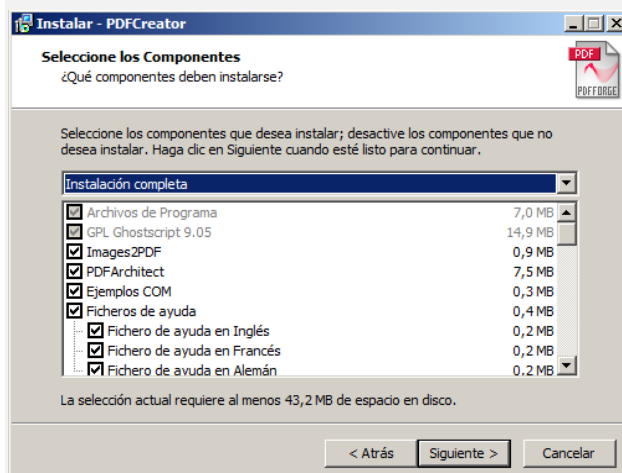 Instalar - PDFCreator
Seleccione los Componentes
¿Qué componentes deben instalarse?
PDF
PDFFORGE
Seleccione los componentes que desea instalar; desactive los componentes que no
desea instalar. Haga clic en Siguiente cuando esté listo para continuar.
Instalación completa
Archivos de Programa 7,0 MB
GPL Ghostscript 9.05 14,9 MB
Images2PDF 0,9 MB
PDFArchitect 7,5 MB
Ejemplos COM 0,3 MB
Ficheros de ayuda 0,4 MB
Fichero de ayuda en Inglés 0,2 MB
Fichero de ayuda en Francés 0,2 MB
Fichero de ayuda en Alemán 0,2 MB
La selección actual requiere al menos 43,2 MB de espacio en disco.
< Atrás Siguiente > Cancelar